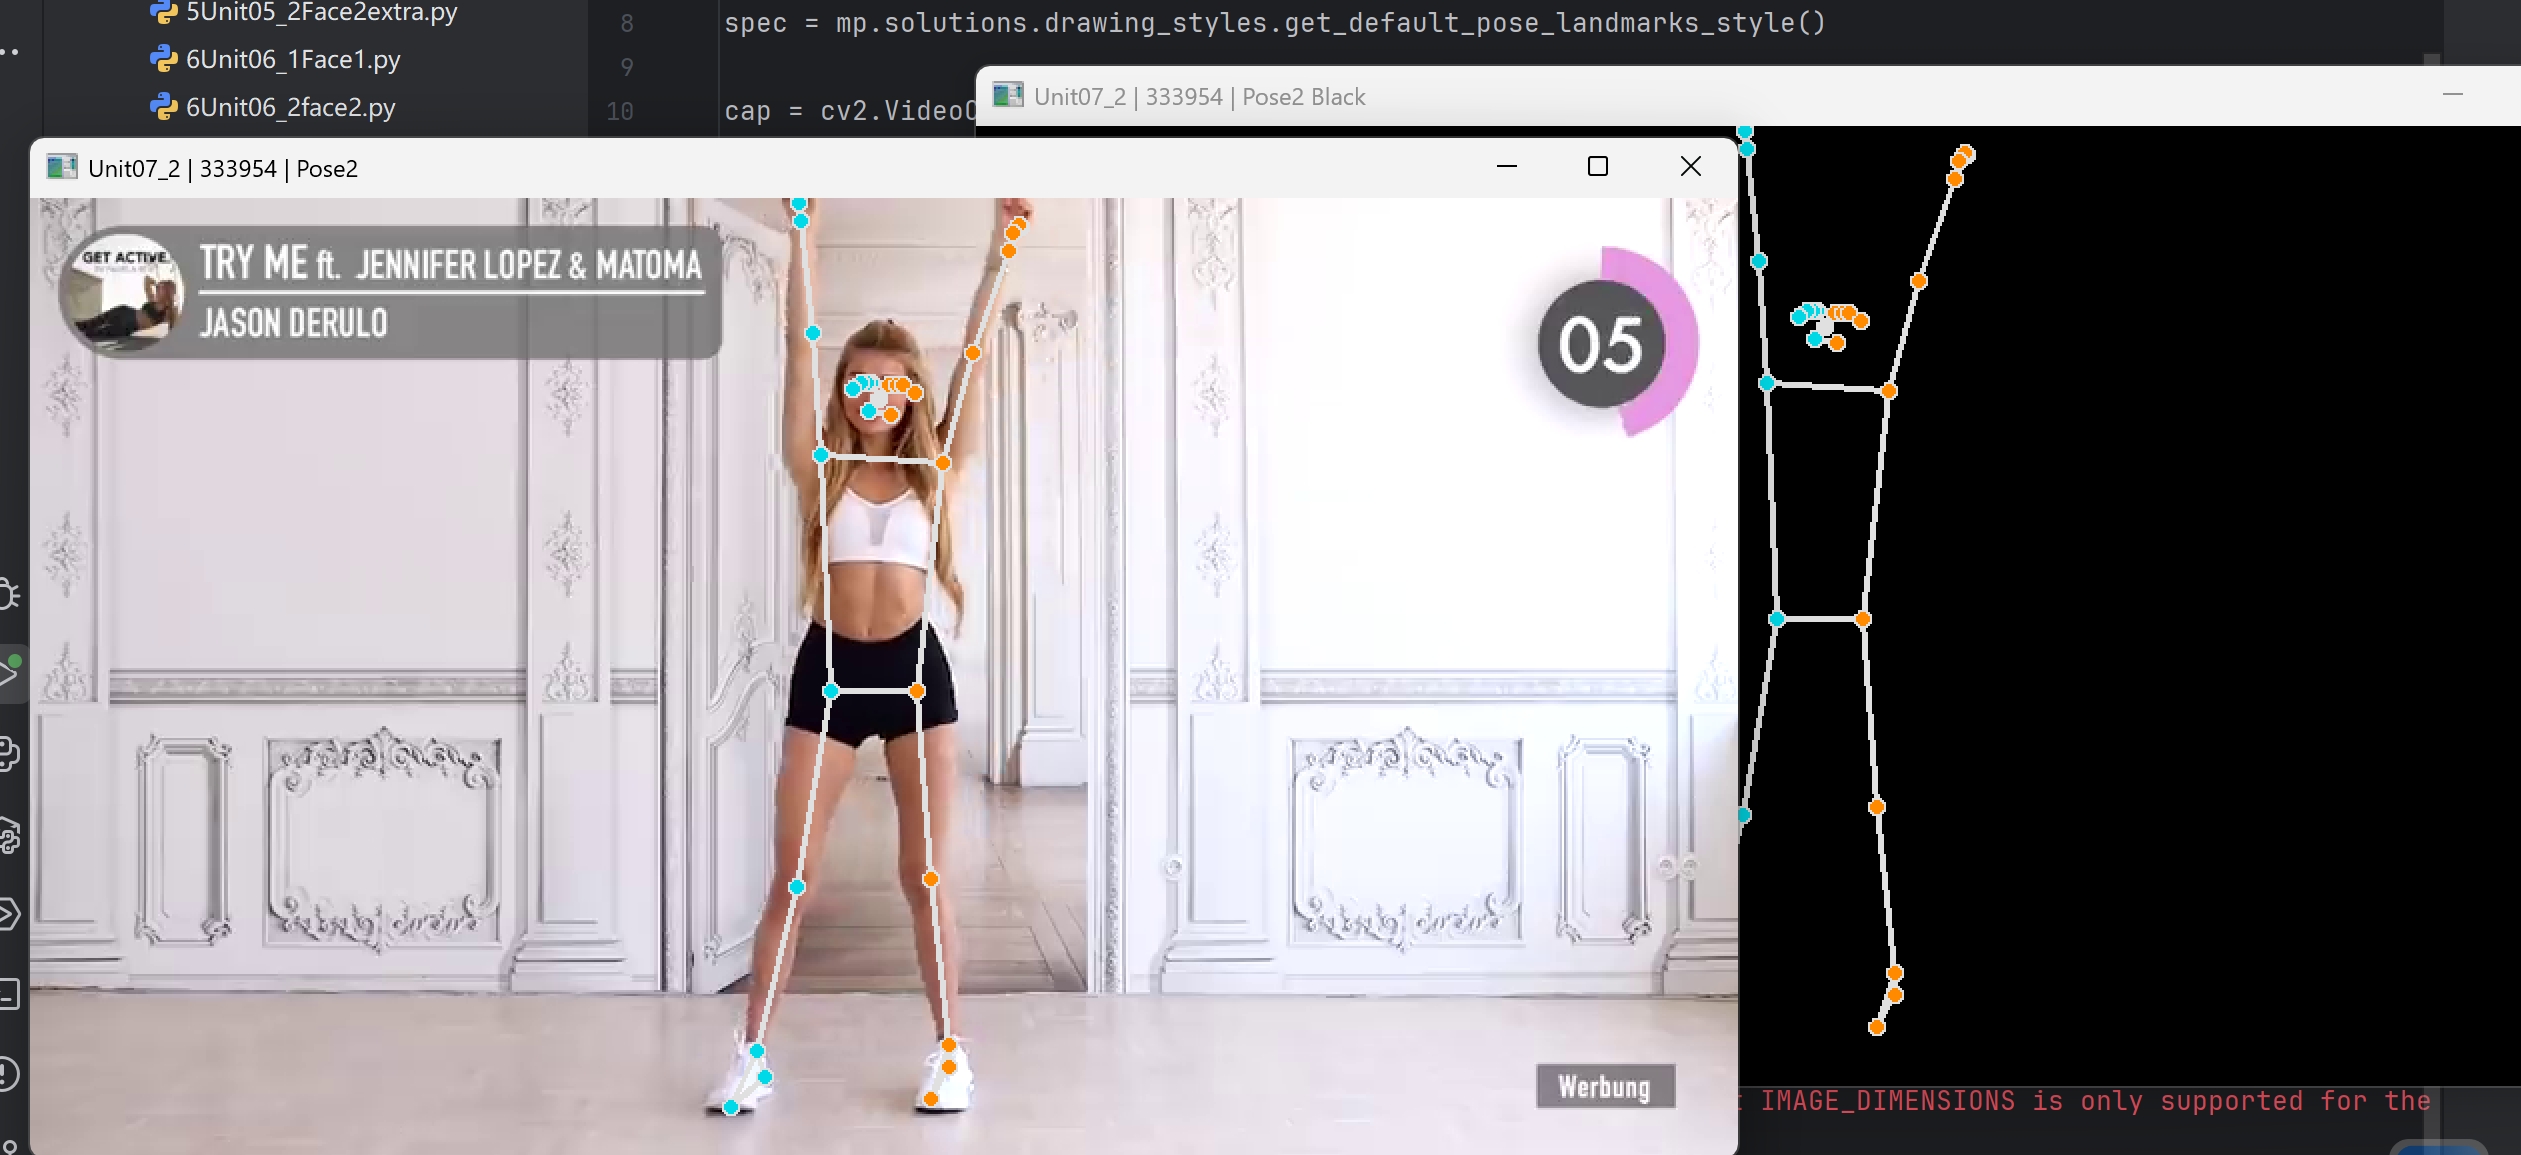 5Unit05_2Face2extra.py
6Unit06_1Face1.py
6Unit06_2face2.py
8 spec = mp.solutions.drawing_styles.get_default_pose_landmarks_style()
9
10 cap = cv2.Video
Unit07_2 | 333954 | Pose2 Black
Unit07_2 | 333954 | Pose2
GET ACTIVE
TRY ME ft. JENNIFER LOPEZ & MATOMA
JASON DERULO
05
Werbung
IMAGE_DIMENSIONS is only supported for the